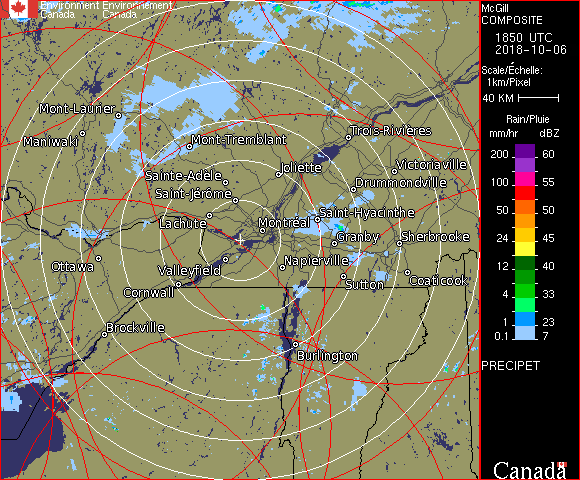 Environment Environnement
Canada Canada
Mont-Laurier
Maniwaki
Mont-Tremblant
Trois-Rivières
Sainte-Adèle
Joliette
Victoriaville
Saint-Jérôme
Drummondville
Lachute
Montréal
Saint-Hyacinthe
Granby
Sherbrooke
Ottawa
Valleyfield
Napierville
Cornwall
Sutton
Coaticook
Brockville
Burlington
McGill
COMPOSITE
1850 UTC
2018-10-06
Scale/Échelle:
1km/Pixel
40 KM
Rain/Pluie
mm/hr dBZ
200 60
100 55
50 50
24 45
12 40
4 33
1 23
0.1 7
PRECIPET
Canada